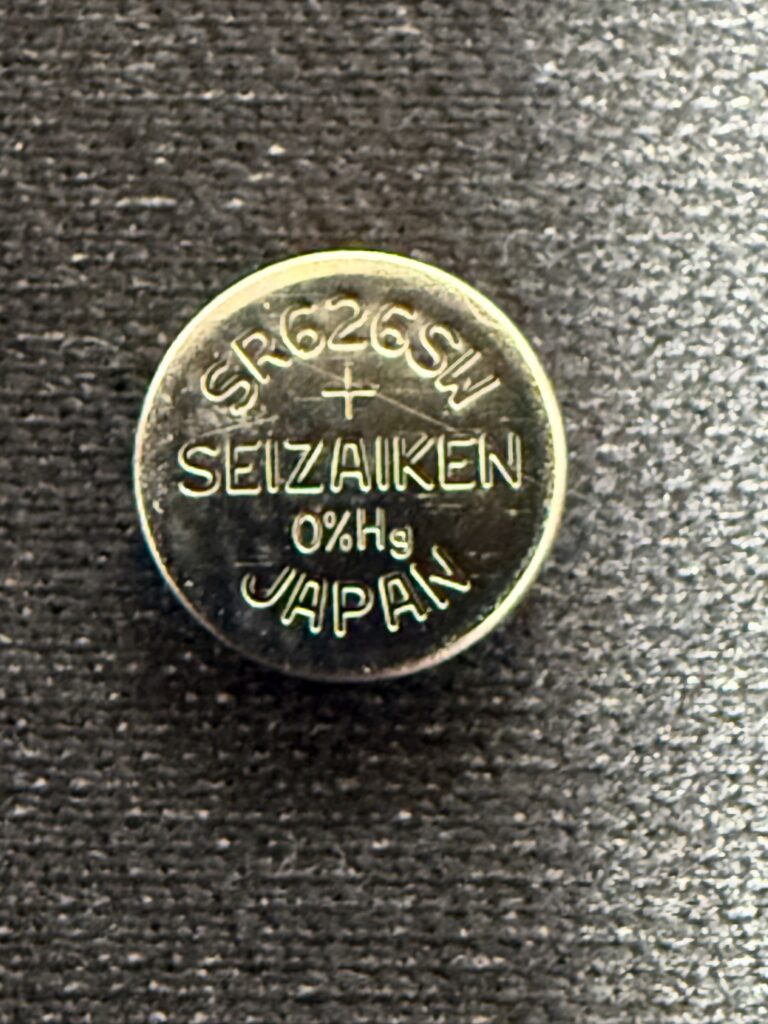 SR626SW
+
SEIZAIKEN
0%Hg
JAPAN